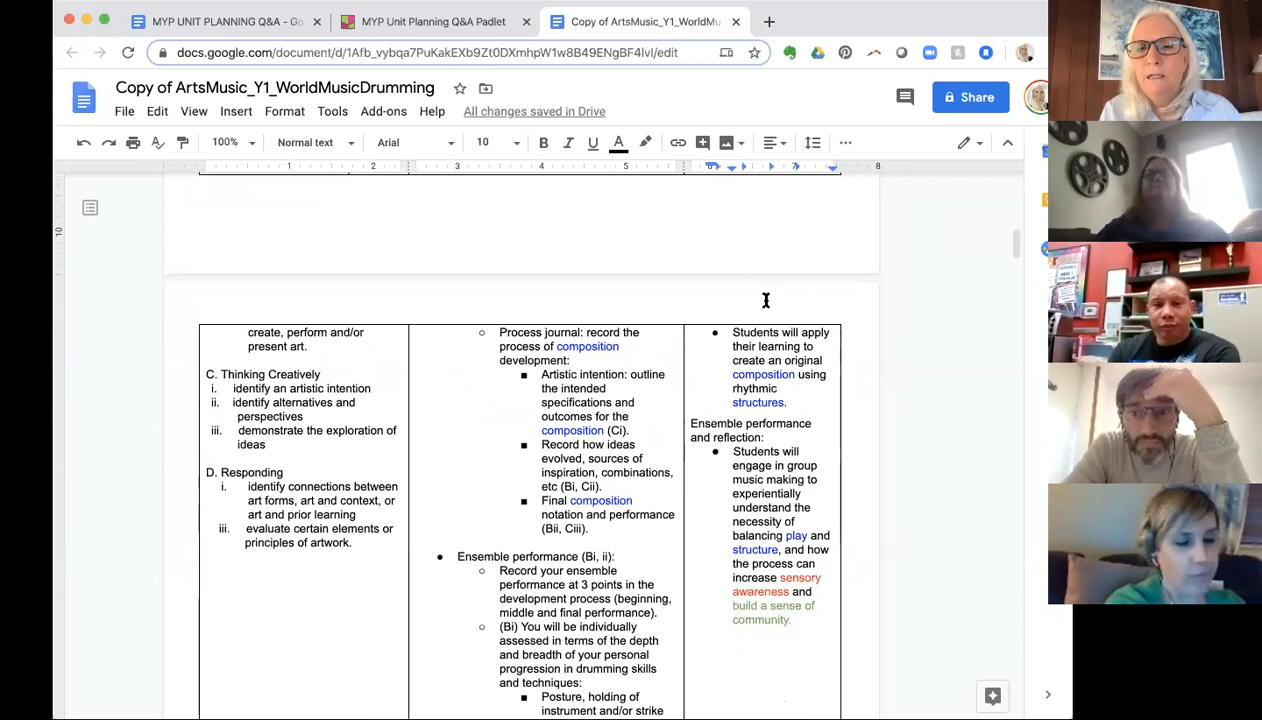 MYP UNIT PLANNING Q&A - Go
MYP Unit Planning Q&A Padlet
Copy of ArtsMusic_Y1_WorldMu
docs.google.com/document/d/1Afb_vybqa7PuKakEXl9Zt0DXmhpW1w8B49ENgBF4lvI/edit
Copy of ArtsMusic_Y1_WorldMusicDrumming
File Edit View Insert Format Tools Add-ons Help All changes saved in Drive
Share
100% Normal text Arial 10 B I U A
1 2 3 4 5 6 7 8
10
create, perform and/or
present art.
C. Thinking Creatively
i. identify an artistic intention
ii. identify alternatives and
perspectives
iii. demonstrate the exploration of
ideas
D. Responding
i. identify connections between
art forms, art and context, or
art and prior learning
iii. evaluate certain elements or
principles of artwork.
○ Process journal: record the
process of composition
development:
■ Artistic intention: outline
the intended
specifications and
outcomes for the
composition (Ci).
■ Record how ideas
evolved, sources of
inspiration, combinations,
etc (Bi, Cii).
■ Final composition
notation and performance
(Bii, Ciii).
● Ensemble performance (Bi, ii):
○ Record your ensemble
performance at 3 points in the
development process (beginning,
middle and final performance).
○ (Bi) You will be individually
assessed in terms of the depth
and breadth of your personal
progression in drumming skills
and techniques:
■ Posture, holding of
instrument and/or strike
● Students will apply
their learning to
create an original
composition using
rhythmic
structures.
Ensemble performance
and reflection:
● Students will
engage in group
music making to
experientially
understand the
necessity of
balancing play and
structure, and how
the process can
increase sensory
awareness and
build a sense of
community.